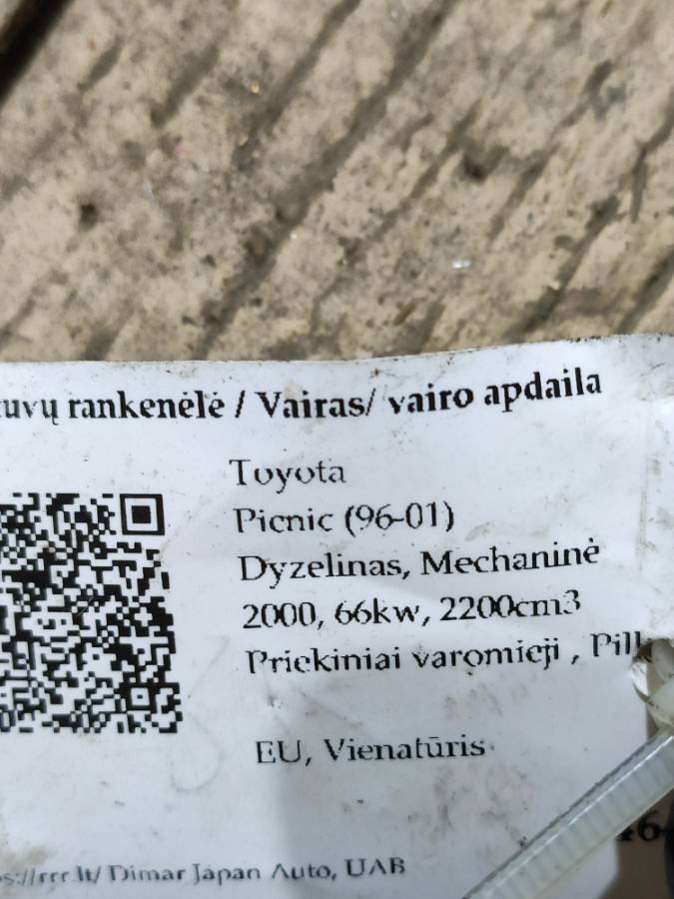 rankenėlė / Vairas/ vairo apdaila
Toyota
Picnic (96-01)
Dyzelinas, Mechaninė
2000, 66kw, 2200cm3
Priekiniai varomieji ,
EU, Vienatūris
rrr.lt/ Dimar Japan Auto, UAB